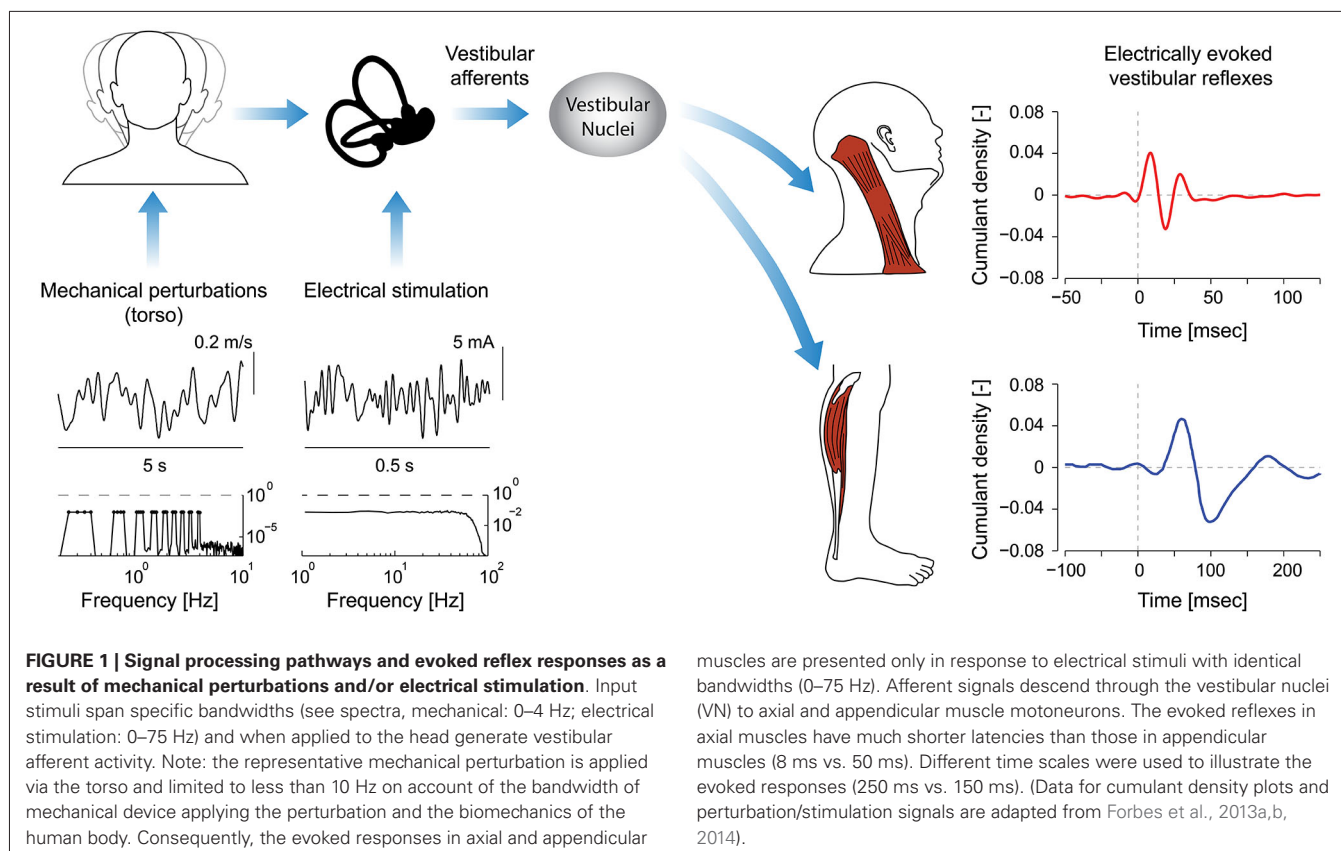 Vestibular
afferents
Vestibular
Nuclei
Electrically evoked
vestibular reflexes
Mechanical perturbations
(torso)
0.2 m/s
5 s
10⁰
10⁻⁵
10⁰ 10¹
Frequency [Hz]
Electrical stimulation
5 mA
0.5 s
10⁰
10⁻²
10⁰ 10¹ 10²
Frequency [Hz]
Cumulant density [-]
0.08
0.04
0
−0.04
−0.08
−50 0 50 100
Time [msec]
Cumulant density [-]
0.08
0.04
0
−0.04
−0.08
−100 0 100 200
Time [msec]
FIGURE 1 | Signal processing pathways and evoked reflex responses as a
result of mechanical perturbations and/or electrical stimulation. Input
stimuli span specific bandwidths (see spectra, mechanical: 0–4 Hz; electrical
stimulation: 0–75 Hz) and when applied to the head generate vestibular
afferent activity. Note: the representative mechanical perturbation is applied
via the torso and limited to less than 10 Hz on account of the bandwidth of
mechanical device applying the perturbation and the biomechanics of the
human body. Consequently, the evoked responses in axial and appendicular
muscles are presented only in response to electrical stimuli with identical
bandwidths (0–75 Hz). Afferent signals descend through the vestibular nuclei
(VN) to axial and appendicular muscle motoneurons. The evoked reflexes in
axial muscles have much shorter latencies than those in appendicular
muscles (8 ms vs. 50 ms). Different time scales were used to illustrate the
evoked responses (250 ms vs. 150 ms). (Data for cumulant density plots and
perturbation/stimulation signals are adapted from Forbes et al., 2013a,b,
2014).